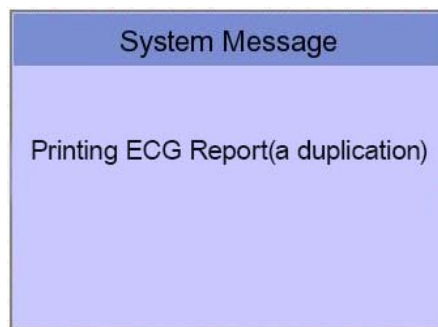 System Message
Printing ECG Report(a duplication)